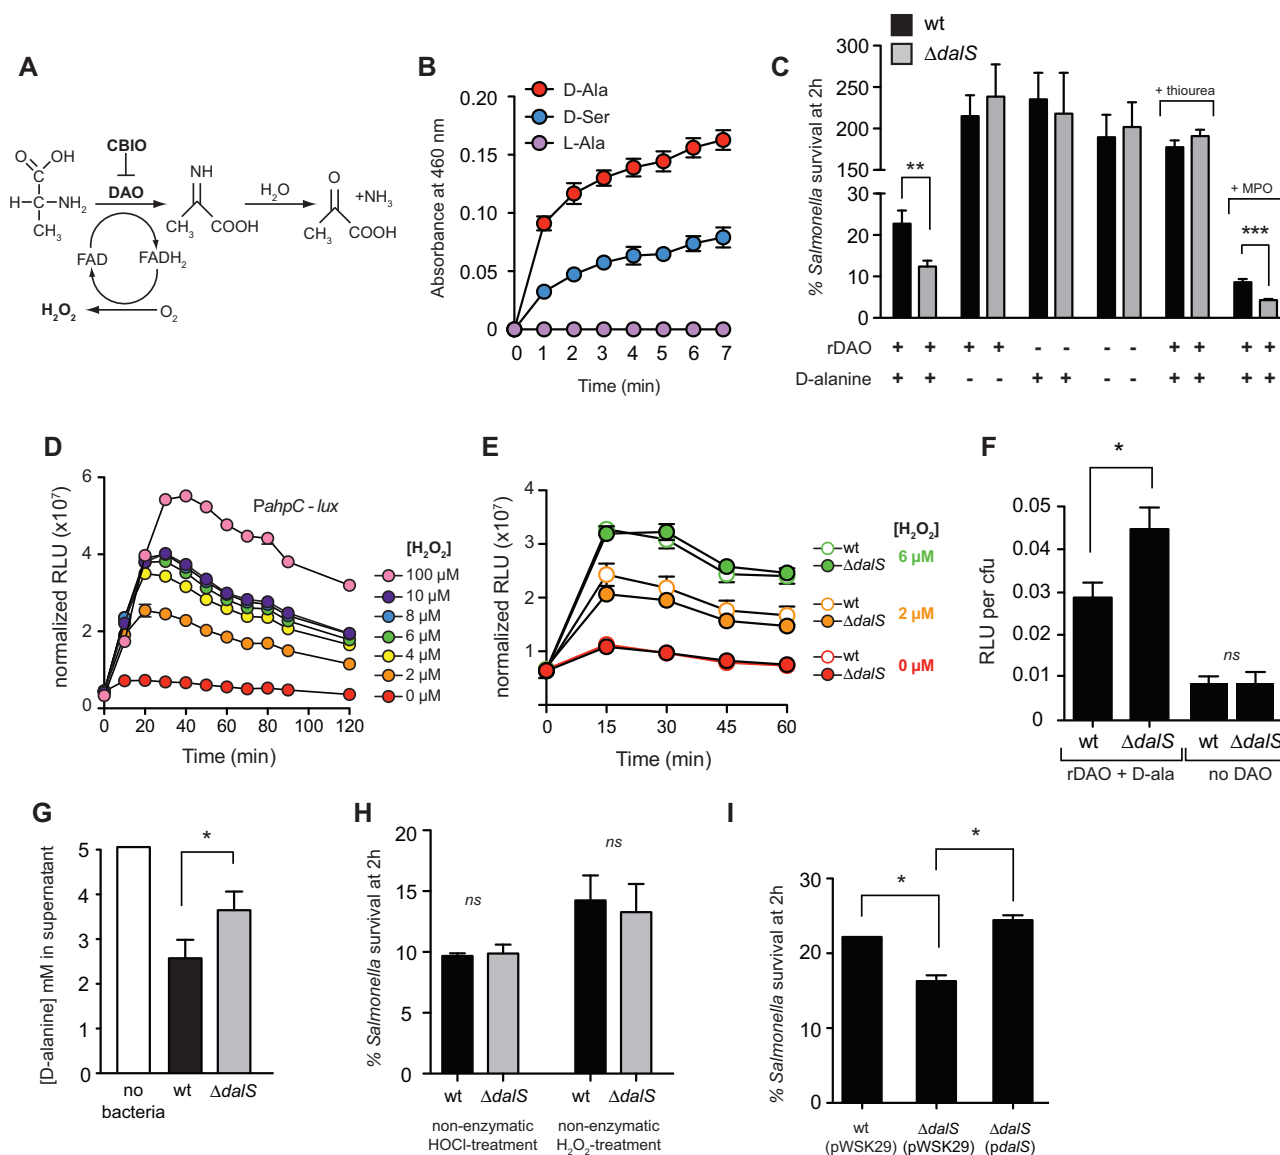 A
OH
O
C
H
C
NH₂
CH₃
CBIO
DAO
FAD
FADH₂
H₂O₂
O₂
NH
CH₃
COOH
H₂O
O
CH₃
COOH
+NH₃
B
Absorbance at 460 nm
0.20
0.15
0.10
0.05
0
D-Ala
D-Ser
L-Ala
0 1 2 3 4 5 6 7
Time (min)
C
wt
ΔdalS
% Salmonella survival at 2h
300
250
200
150
30
20
10
0
**
+ thiourea
+ MPO
***
rDAO + + + + - - - - + + + +
D-alanine + + - - + + - - + + + +
D
normalized RLU (x10⁷)
6
4
2
0
PahpC - lux
[H₂O₂]
100 µM
10 µM
8 µM
6 µM
4 µM
2 µM
0 µM
0 20 40 60 80 100 120
Time (min)
E
normalized RLU (x10⁷)
4
3
2
1
0
[H₂O₂]
wt
ΔdalS
6 µM
wt
ΔdalS
2 µM
wt
ΔdalS
0 µM
0 15 30 45 60
Time (min)
F
RLU per cfu
0.05
0.04
0.03
0.02
0.01
0
*
ns
wt ΔdalS wt ΔdalS
rDAO + D-ala no DAO
G
[D-alanine] mM in supernatant
5
4
3
2
1
0
*
no bacteria
wt ΔdalS
H
% Salmonella survival at 2h
20
15
10
5
0
ns
ns
wt ΔdalS wt ΔdalS
non-enzymatic
HOCl-treatment
non-enzymatic
H₂O₂-treatment
I
% Salmonella survival at 2h
30
20
10
0
*
*
wt
(pWSK29)
ΔdalS
(pWSK29)
ΔdalS
(pdalS)